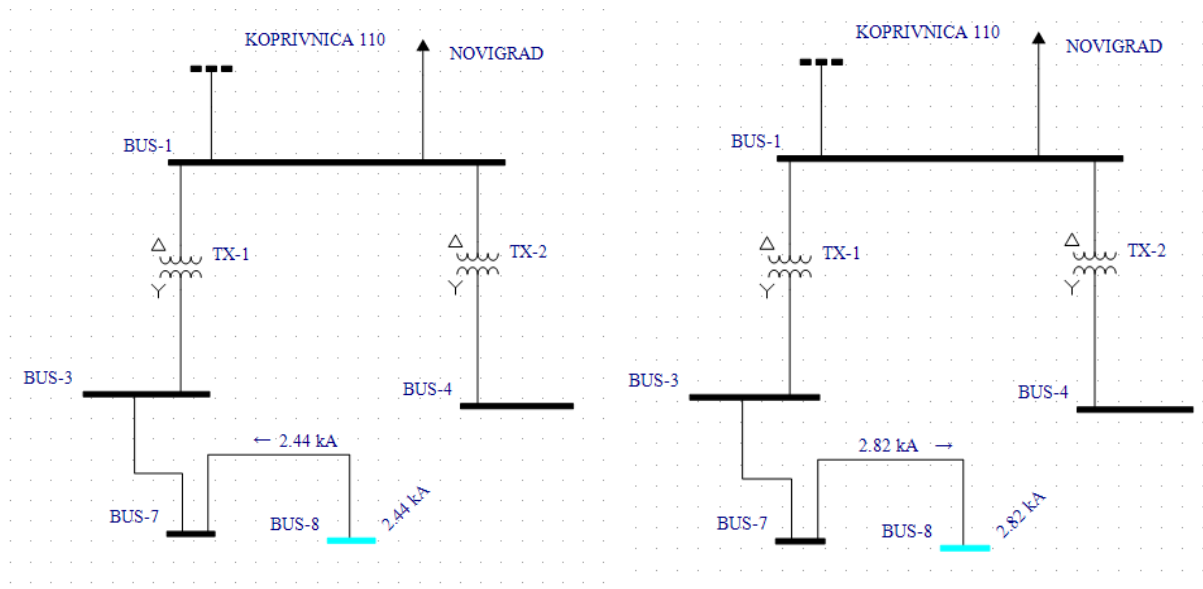 KOPRIVNICA 110
NOVIGRAD
BUS-1
TX-1
TX-2
BUS-3
BUS-4
← 2.44 kA
BUS-7
BUS-8
2.44 kA
KOPRIVNICA 110
NOVIGRAD
BUS-1
TX-1
TX-2
BUS-3
BUS-4
2.82 kA →
BUS-7
BUS-8
2.82 kA